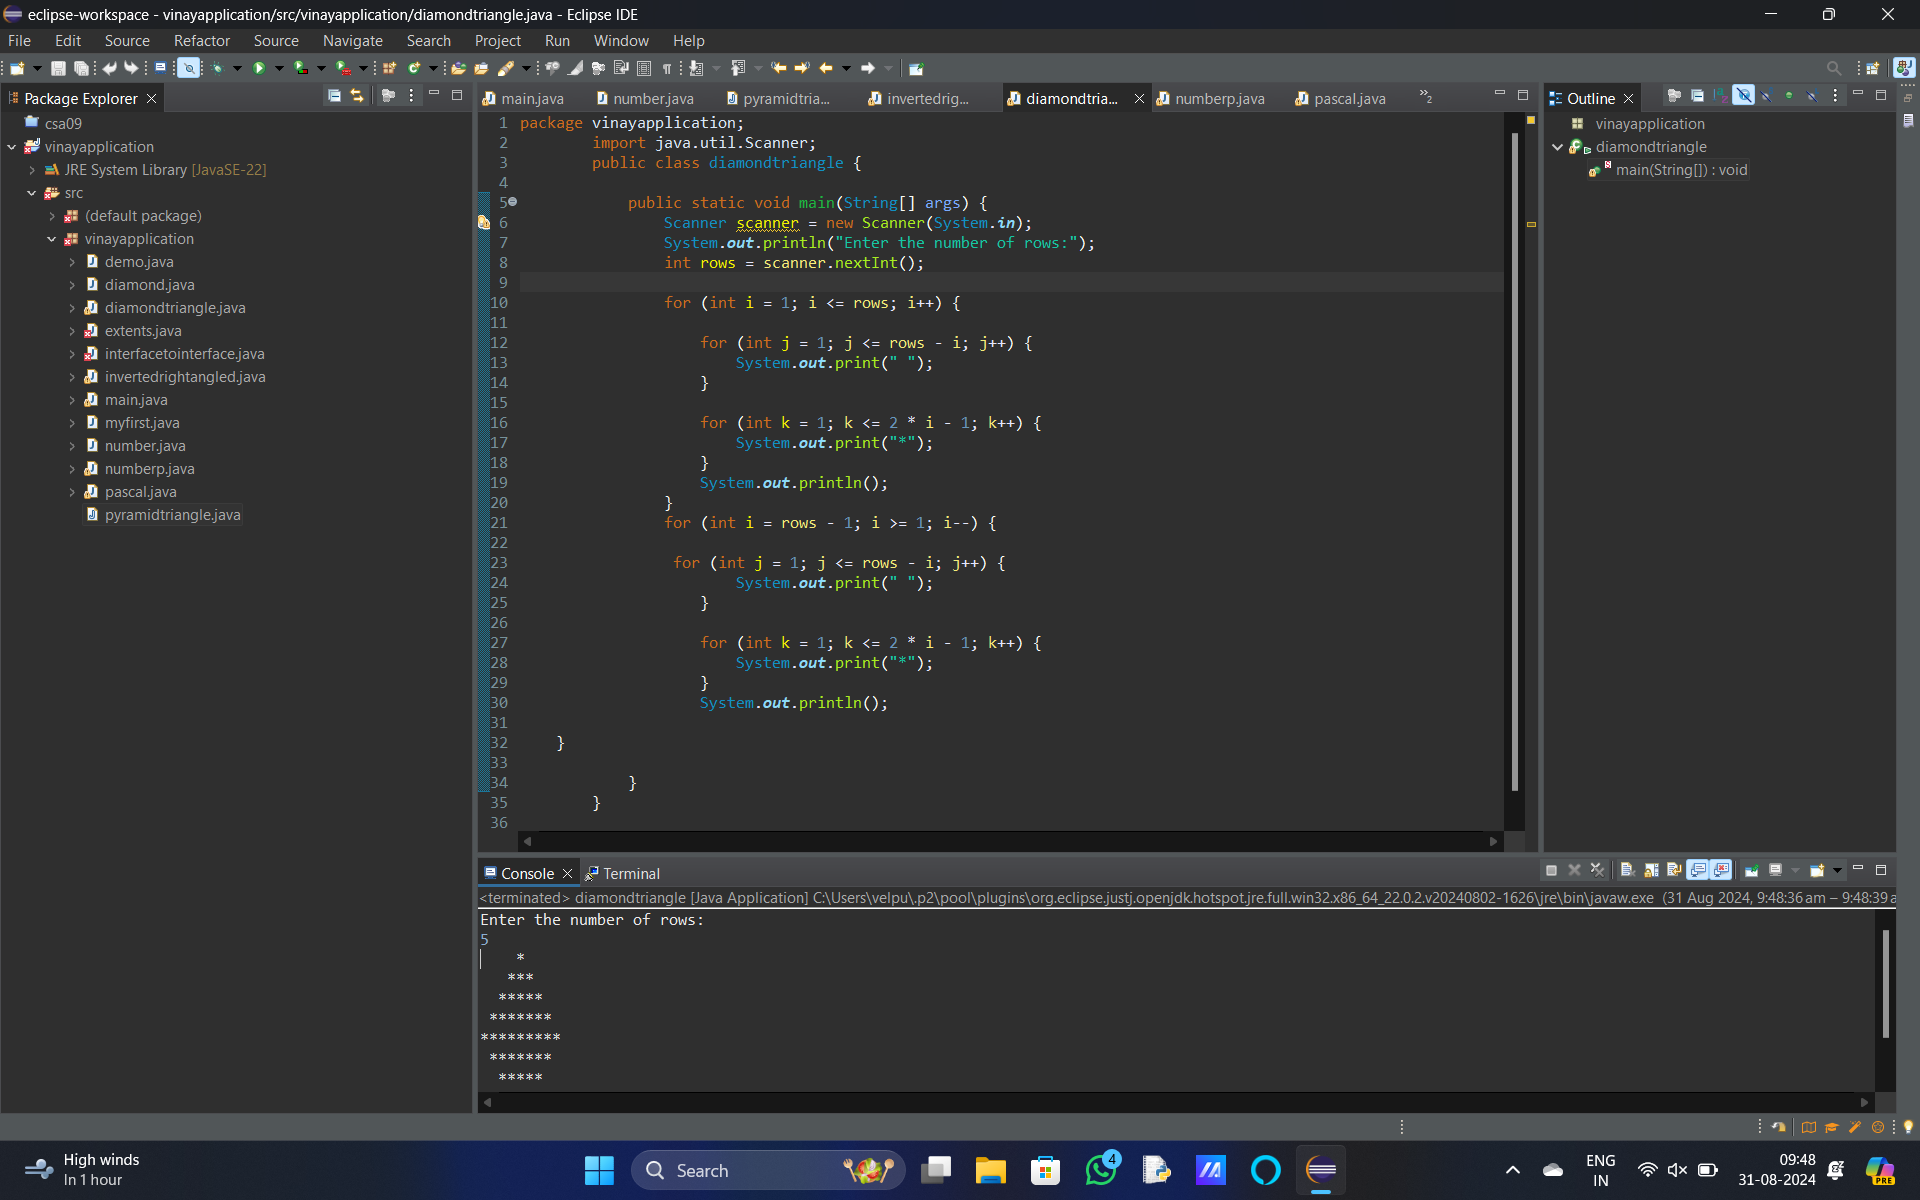 eclipse-workspace - vinayapplication/src/vinayapplication/diamondtriangle.java - Eclipse IDE
File Edit Source Refactor Source Navigate Search Project Run Window Help
Package Explorer
csa09
vinayapplication
JRE System Library [JavaSE-22]
src
(default package)
vinayapplication
demo.java
diamond.java
diamondtriangle.java
extents.java
interfacetointerface.java
invertedrightangled.java
main.java
myfirst.java
number.java
numberp.java
pascal.java
pyramidtriangle.java
main.java number.java pyramidtria... invertedrig... diamondtria... numberp.java pascal.java »2
1 package vinayapplication;
2 import java.util.Scanner;
3 public class diamondtriangle {
4
5 public static void main(String[] args) {
6 Scanner scanner = new Scanner(System.in);
7 System.out.println("Enter the number of rows:");
8 int rows = scanner.nextInt();
9
10 for (int i = 1; i <= rows; i++) {
11
12 for (int j = 1; j <= rows - i; j++) {
13 System.out.print(" ");
14 }
15
16 for (int k = 1; k <= 2 * i - 1; k++) {
17 System.out.print("*");
18 }
19 System.out.println();
20 }
21 for (int i = rows - 1; i >= 1; i--) {
22
23 for (int j = 1; j <= rows - i; j++) {
24 System.out.print(" ");
25 }
26
27 for (int k = 1; k <= 2 * i - 1; k++) {
28 System.out.print("*");
29 }
30 System.out.println();
31
32 }
33
34 }
35 }
36
Outline
vinayapplication
diamondtriangle
main(String[]) : void
Console Terminal
<terminated> diamondtriangle [Java Application] C:\Users\velpu\.p2\pool\plugins\org.eclipse.justj.openjdk.hotspot.jre.full.win32.x86_64_22.0.2.v20240802-1626\jre\bin\javaw.exe (31 Aug 2024, 9:48:36 am – 9:48:39 a
Enter the number of rows:
5
    *
   ***
  *****
 *******
*********
 *******
  *****
High winds
In 1 hour
Search
4
ENG
IN
09:48
31-08-2024
PRE